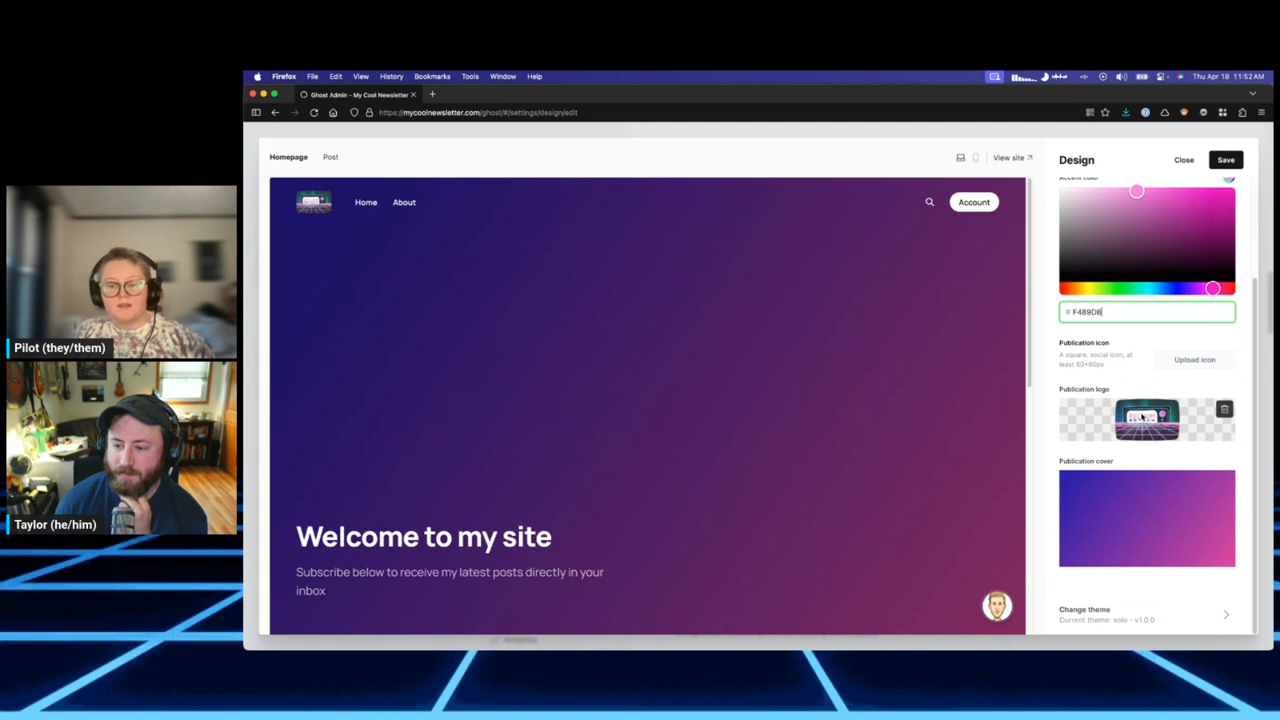 Firefox File Edit View History Bookmarks Tools Window Help
Thu Apr 18 11:52AM
Ghost Admin - My Cool Newsletter
https://mycoolnewsletter.com/ghost/#/settings/design/edit
Homepage Post
View site
Design
Close
Save
Accent color
Home
About
Account
# F489DB
Publication icon
A square, social icon, at
least 60×60px
Upload icon
Publication logo
Publication cover
Welcome to my site
Subscribe below to receive my latest posts directly in your
inbox
Change theme
Current theme: solo - v1.0.0
Analytics
Pilot (they/them)
Taylor (he/him)